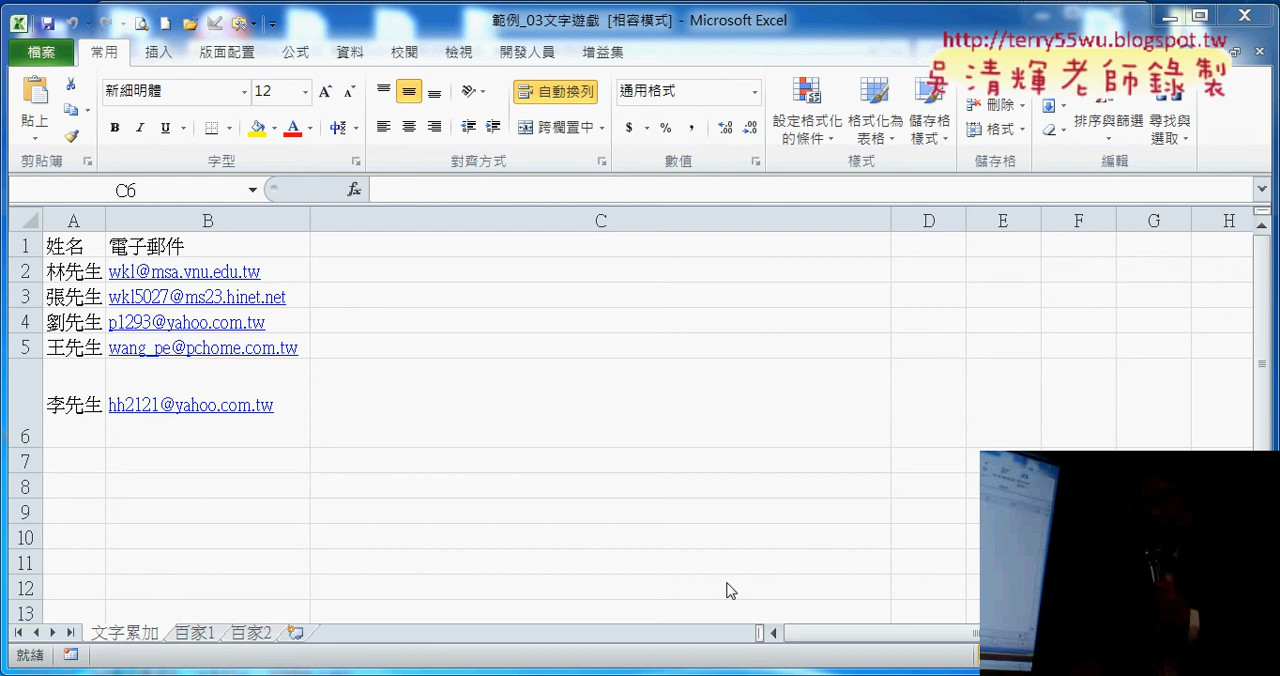 範例_03文字遊戲 [相容模式] - Microsoft Excel
http://terry55wu.blogspot.tw
吳清輝老師錄製
檔案 常用 插入 版面配置 公式 資料 校閱 檢視 開發人員 增益集
新細明體 12 自動換列 通用格式
貼上 跨欄置中 設定格式化的條件 格式化為表格 儲存格樣式 刪除 格式 排序與篩選 尋找與選取
剪貼簿 字型 對齊方式 數值 樣式 儲存格 編輯
C6 fx
A B C D E F G H
1 姓名 電子郵件
2 林先生 wkl@msa.vnu.edu.tw
3 張先生 wkl5027@ms23.hinet.net
4 劉先生 p1293@yahoo.com.tw
5 王先生 wang_pe@pchome.com.tw
6 李先生 hh2121@yahoo.com.tw
7
8
9
10
11
12
13
文字累加 百家1 百家2
就緒